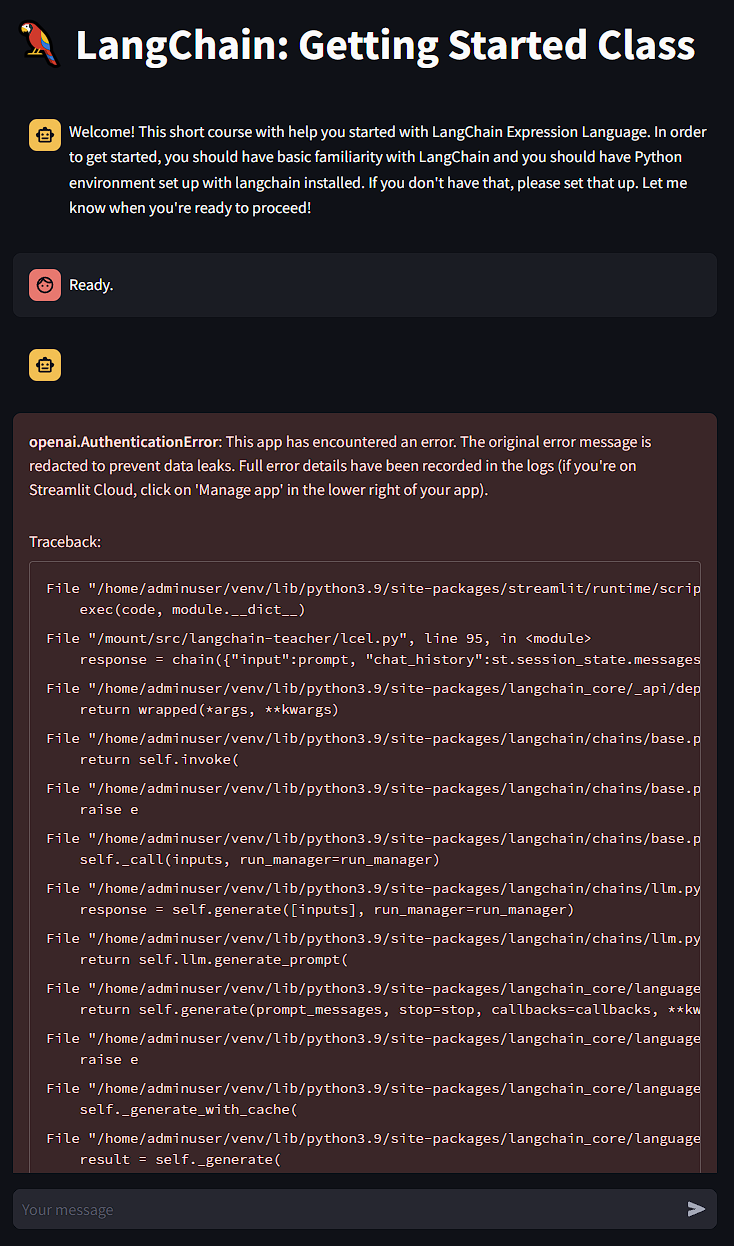 LangChain: Getting Started Class
Welcome! This short course with help you started with LangChain Expression Language. In order
to get started, you should have basic familiarity with LangChain and you should have Python
environment set up with langchain installed. If you don't have that, please set that up. Let me
know when you're ready to proceed!
Ready.
openai.AuthenticationError: This app has encountered an error. The original error message is
redacted to prevent data leaks. Full error details have been recorded in the logs (if you're on
Streamlit Cloud, click on 'Manage app' in the lower right of your app).
Traceback:
File "/home/adminuser/venv/lib/python3.9/site-packages/streamlit/runtime/scrip
exec(code, module.__dict__)
File "/mount/src/langchain-teacher/lcel.py", line 95, in <module>
response = chain({"input":prompt, "chat_history":st.session_state.messages
File "/home/adminuser/venv/lib/python3.9/site-packages/langchain_core/_api/dep
return wrapped(*args, **kwargs)
File "/home/adminuser/venv/lib/python3.9/site-packages/langchain/chains/base.p
return self.invoke(
File "/home/adminuser/venv/lib/python3.9/site-packages/langchain/chains/base.p
raise e
File "/home/adminuser/venv/lib/python3.9/site-packages/langchain/chains/base.p
self._call(inputs, run_manager=run_manager)
File "/home/adminuser/venv/lib/python3.9/site-packages/langchain/chains/llm.py
response = self.generate([inputs], run_manager=run_manager)
File "/home/adminuser/venv/lib/python3.9/site-packages/langchain/chains/llm.py
return self.llm.generate_prompt(
File "/home/adminuser/venv/lib/python3.9/site-packages/langchain_core/language
return self.generate(prompt_messages, stop=stop, callbacks=callbacks, **kw
File "/home/adminuser/venv/lib/python3.9/site-packages/langchain_core/language
raise e
File "/home/adminuser/venv/lib/python3.9/site-packages/langchain_core/language
self._generate_with_cache(
File "/home/adminuser/venv/lib/python3.9/site-packages/langchain_core/language
result = self._generate(
Your message